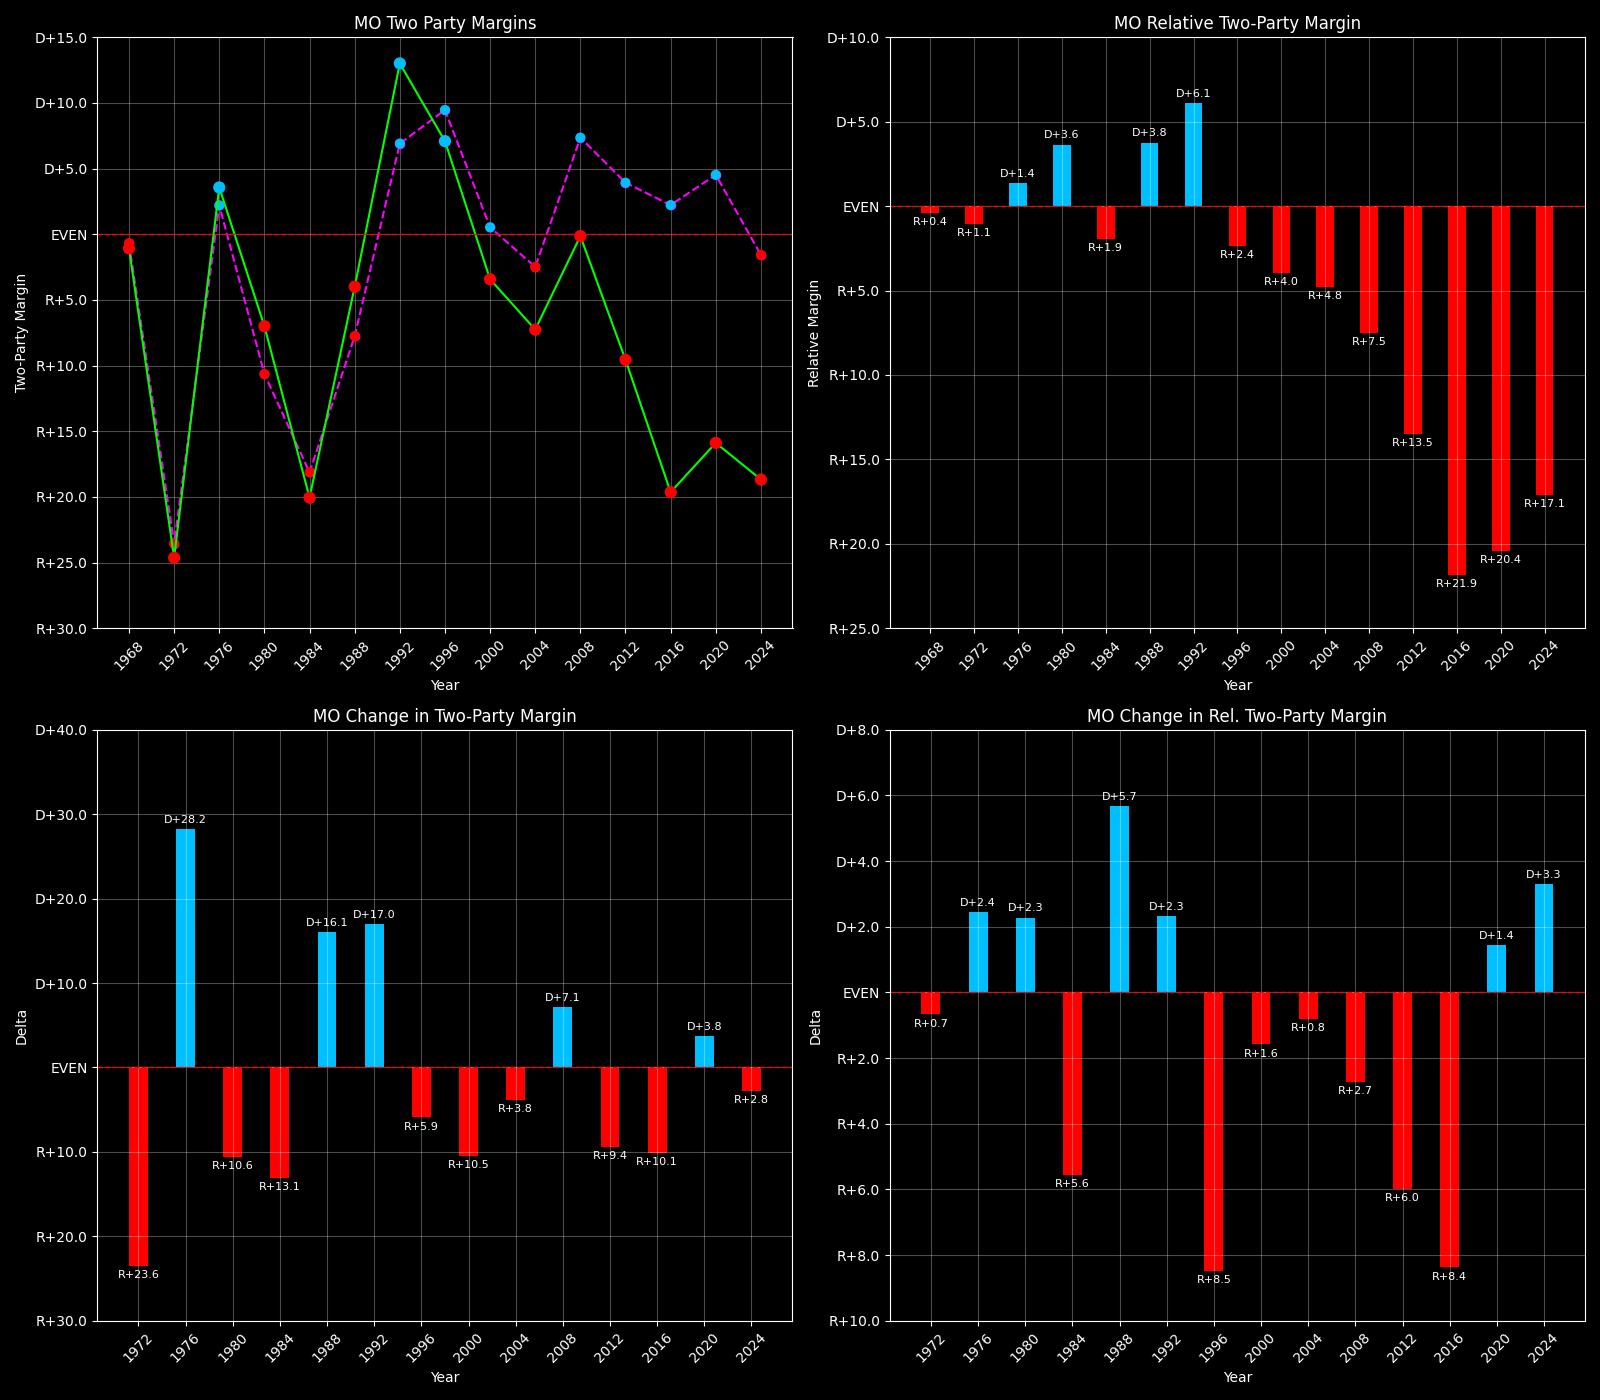 MO Two Party Margins
D+15.0
D+10.0
D+5.0
EVEN
R+5.0
R+10.0
R+15.0
R+20.0
R+25.0
R+30.0
Two-Party Margin
1968 1972 1976 1980 1984 1988 1992 1996 2000 2004 2008 2012 2016 2020 2024
Year
MO Relative Two-Party Margin
D+10.0
D+5.0
EVEN
R+5.0
R+10.0
R+15.0
R+20.0
R+25.0
Relative Margin
R+0.4 R+1.1 D+1.4 D+3.6 R+1.9 D+3.8 D+6.1 R+2.4 R+4.0 R+4.8 R+7.5 R+13.5 R+21.9 R+20.4 R+17.1
1968 1972 1976 1980 1984 1988 1992 1996 2000 2004 2008 2012 2016 2020 2024
Year
MO Change in Two-Party Margin
D+40.0
D+30.0
D+20.0
D+10.0
EVEN
R+10.0
R+20.0
R+30.0
Delta
R+23.6 D+28.2 R+10.6 R+13.1 D+16.1 D+17.0 R+5.9 R+10.5 R+3.8 D+7.1 R+9.4 R+10.1 D+3.8 R+2.8
1972 1976 1980 1984 1988 1992 1996 2000 2004 2008 2012 2016 2020 2024
Year
MO Change in Rel. Two-Party Margin
D+8.0
D+6.0
D+4.0
D+2.0
EVEN
R+2.0
R+4.0
R+6.0
R+8.0
R+10.0
Delta
R+0.7 D+2.4 D+2.3 R+5.6 D+5.7 D+2.3 R+8.5 R+1.6 R+0.8 R+2.7 R+6.0 R+8.4 D+1.4 D+3.3
1972 1976 1980 1984 1988 1992 1996 2000 2004 2008 2012 2016 2020 2024
Year